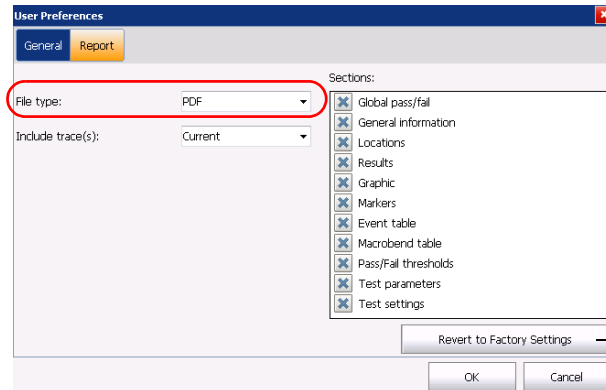 User Preferences
General Report
Sections:
File type: PDF
Include trace(s): Current
Global pass/fail
General information
Locations
Results
Graphic
Markers
Event table
Macrobend table
Pass/Fail thresholds
Test parameters
Test settings
Revert to Factory Settings
OK Cancel